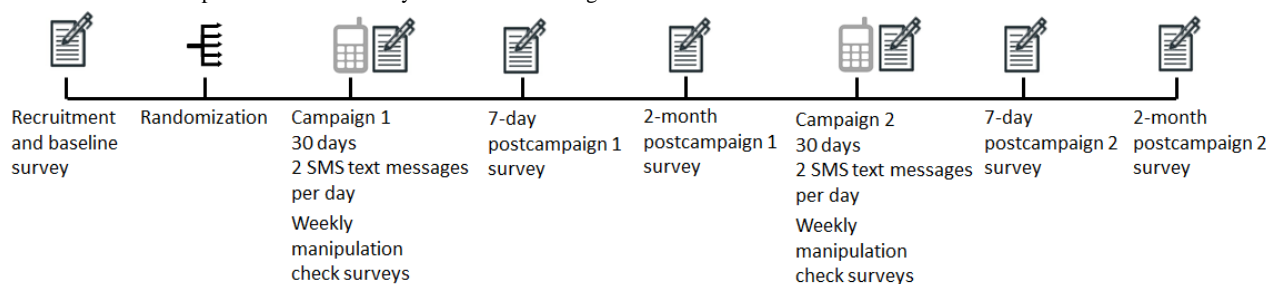 Recruitment
and baseline
survey
Randomization
Campaign 1
30 days
2 SMS text messages
per day
Weekly
manipulation
check surveys
7-day
postcampaign 1
survey
2-month
postcampaign 1
survey
Campaign 2
30 days
2 SMS text messages
per day
Weekly
manipulation
check surveys
7-day
postcampaign 2
survey
2-month
postcampaign 2
survey